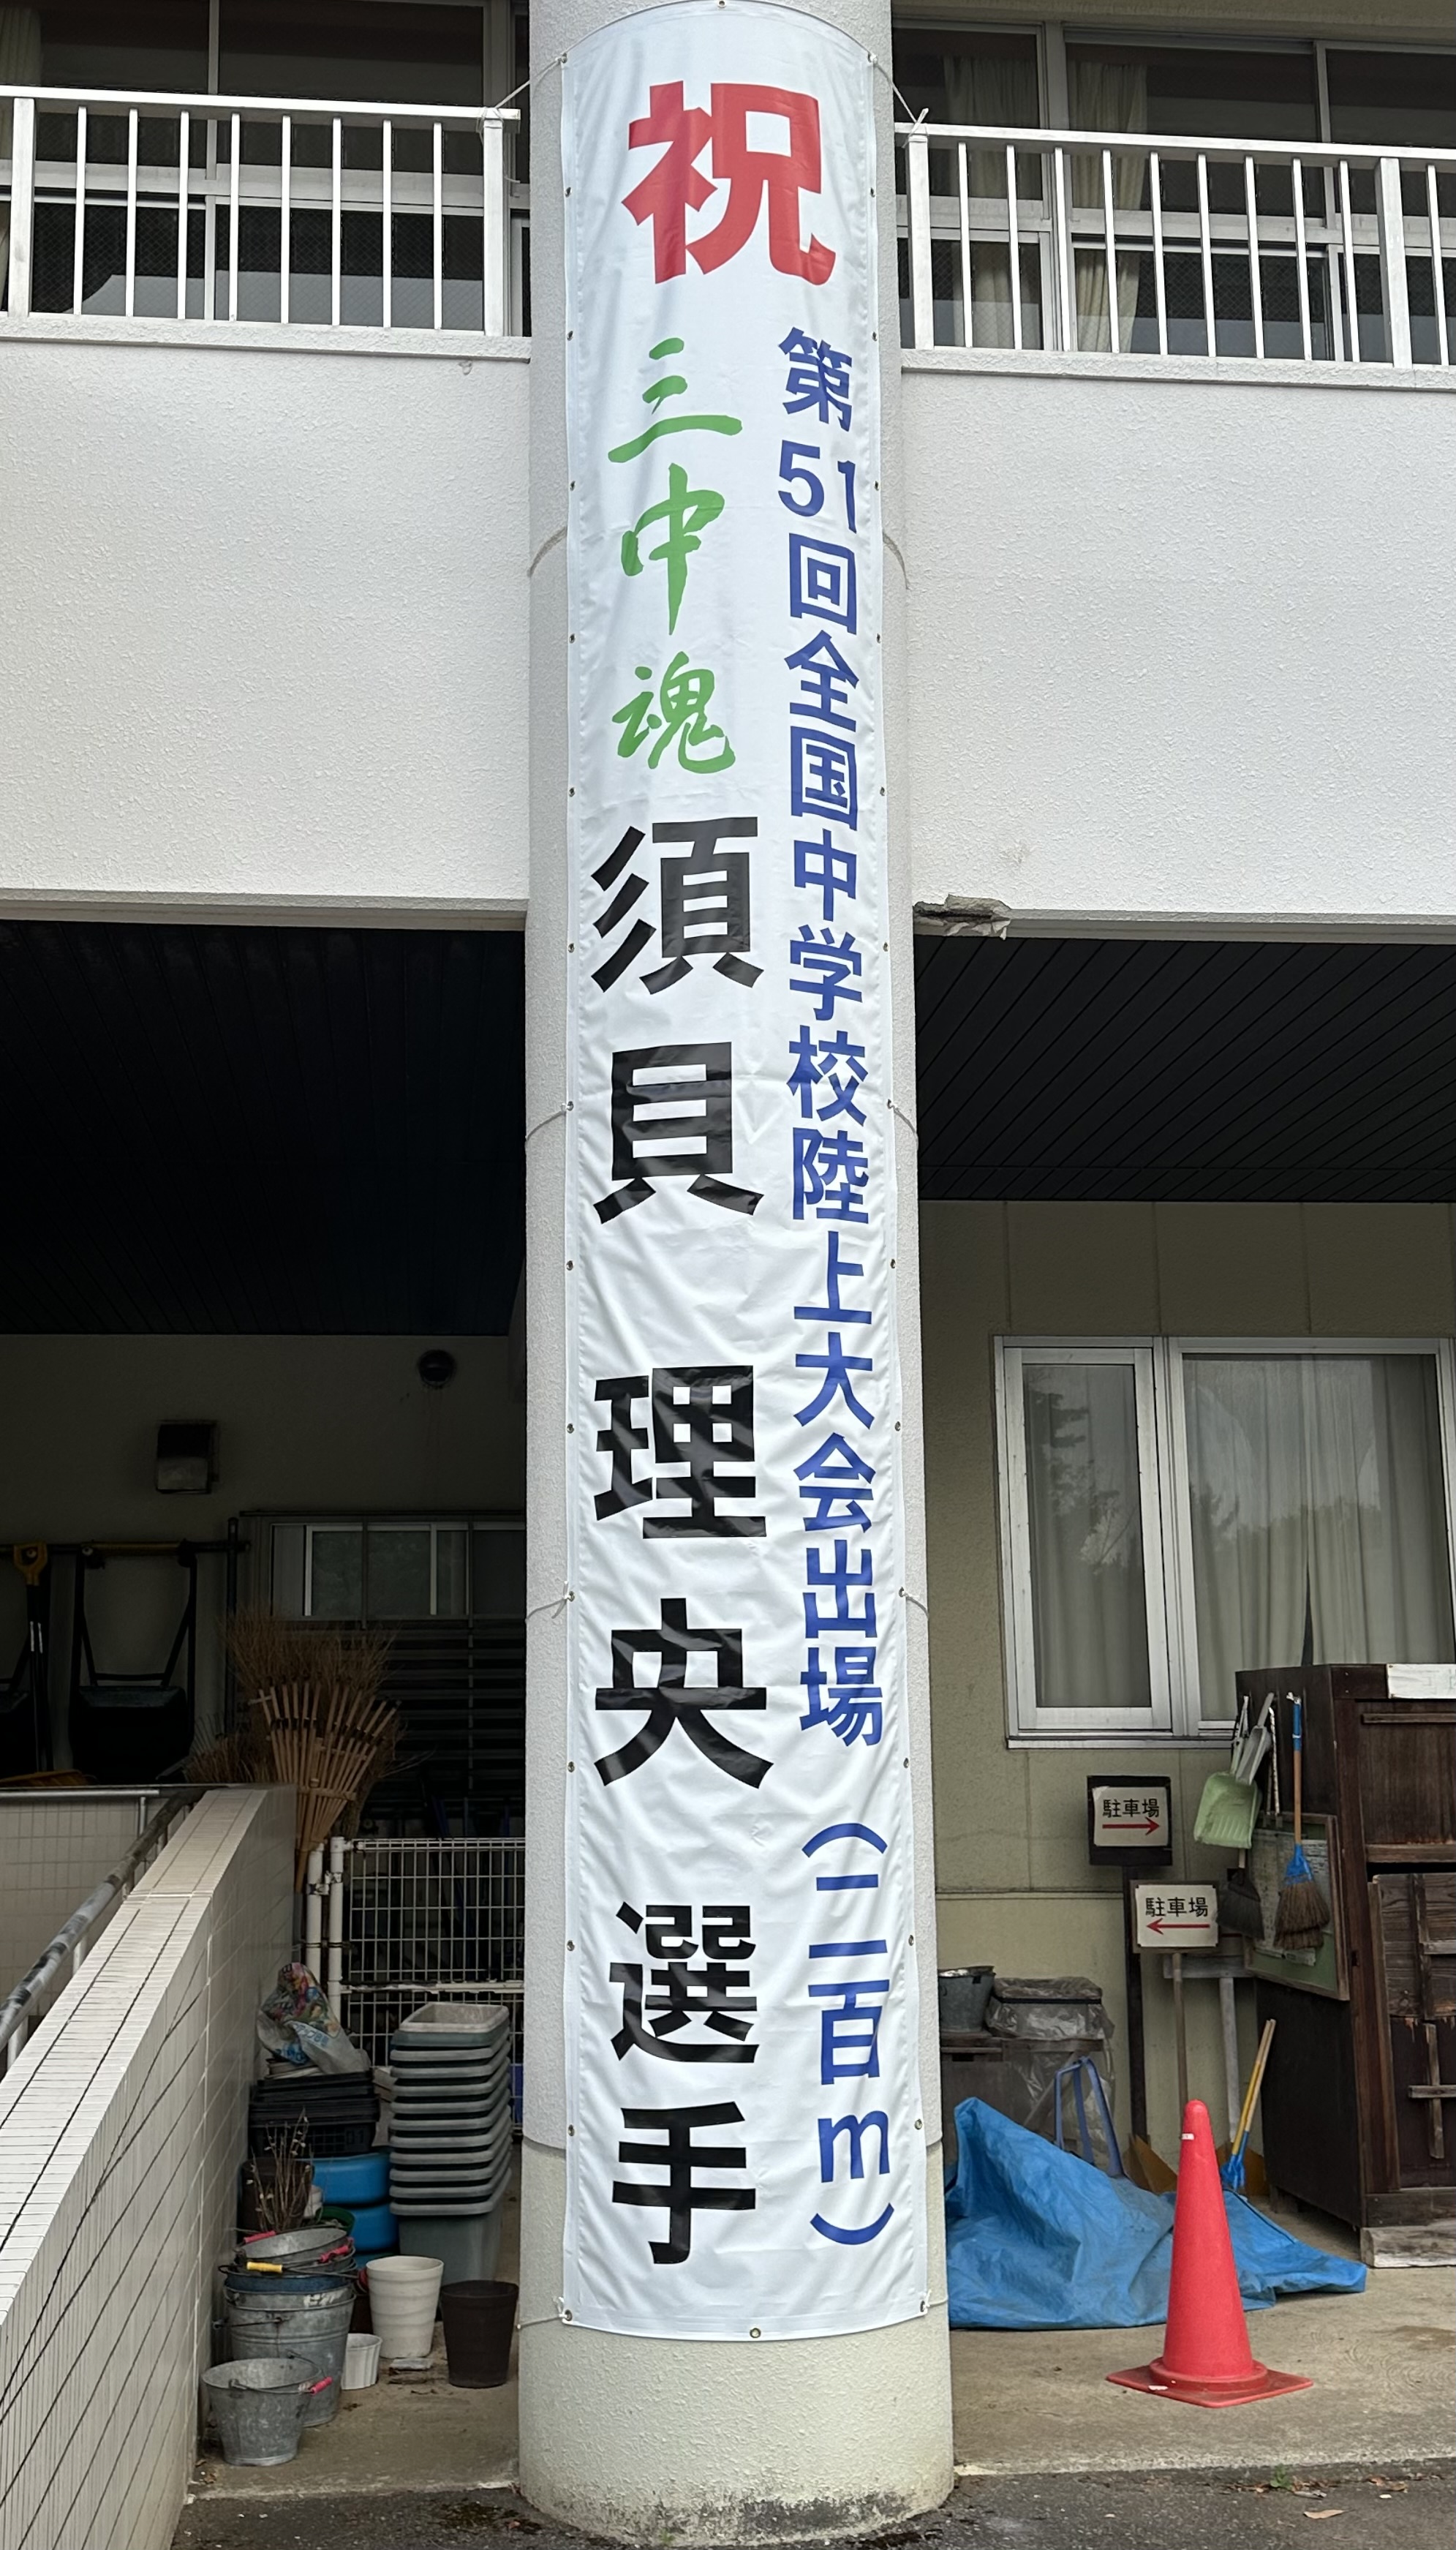 祝
第51回全国中学校陸上大会出場（二百m）
三中魂 須貝 理央 選手
駐車場
駐車場